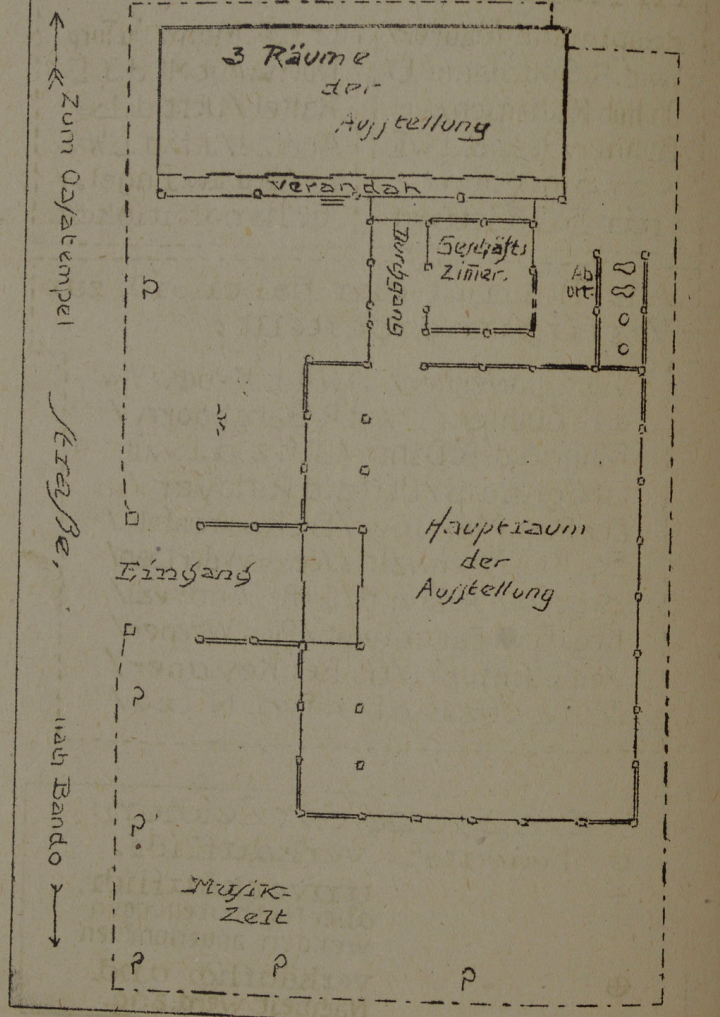 3 Räume
der
Ausstellung
Verandah
Durchgang
Geschäfts
Zimer.
Ab
ort.
Zum Oasatempel Straße, nach Bando
Eingang
Hauptraum
der
Ausstellung
Musik-
Zelt